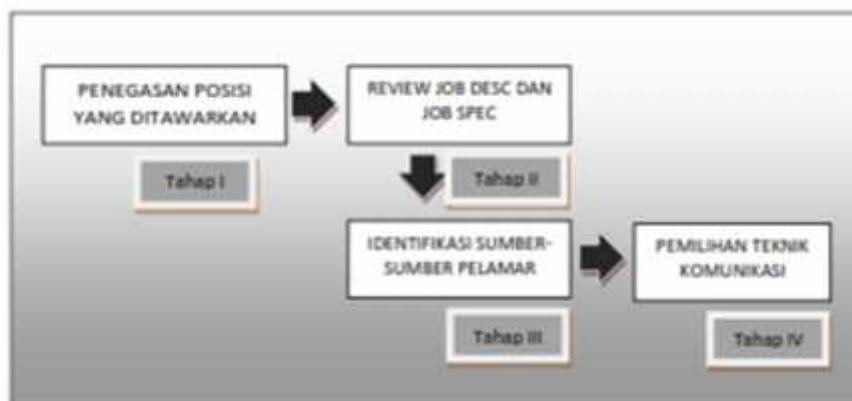 PENEGASAN POSISI
YANG DITAWARKAN
Tahap I
REVIEW JOB DESC DAN
JOB SPEC
Tahap II
IDENTIFIKASI SUMBER-
SUMBER PELAMAR
Tahap III
PEMILIHAN TEKNIK
KOMUNIKASI
Tahap IV